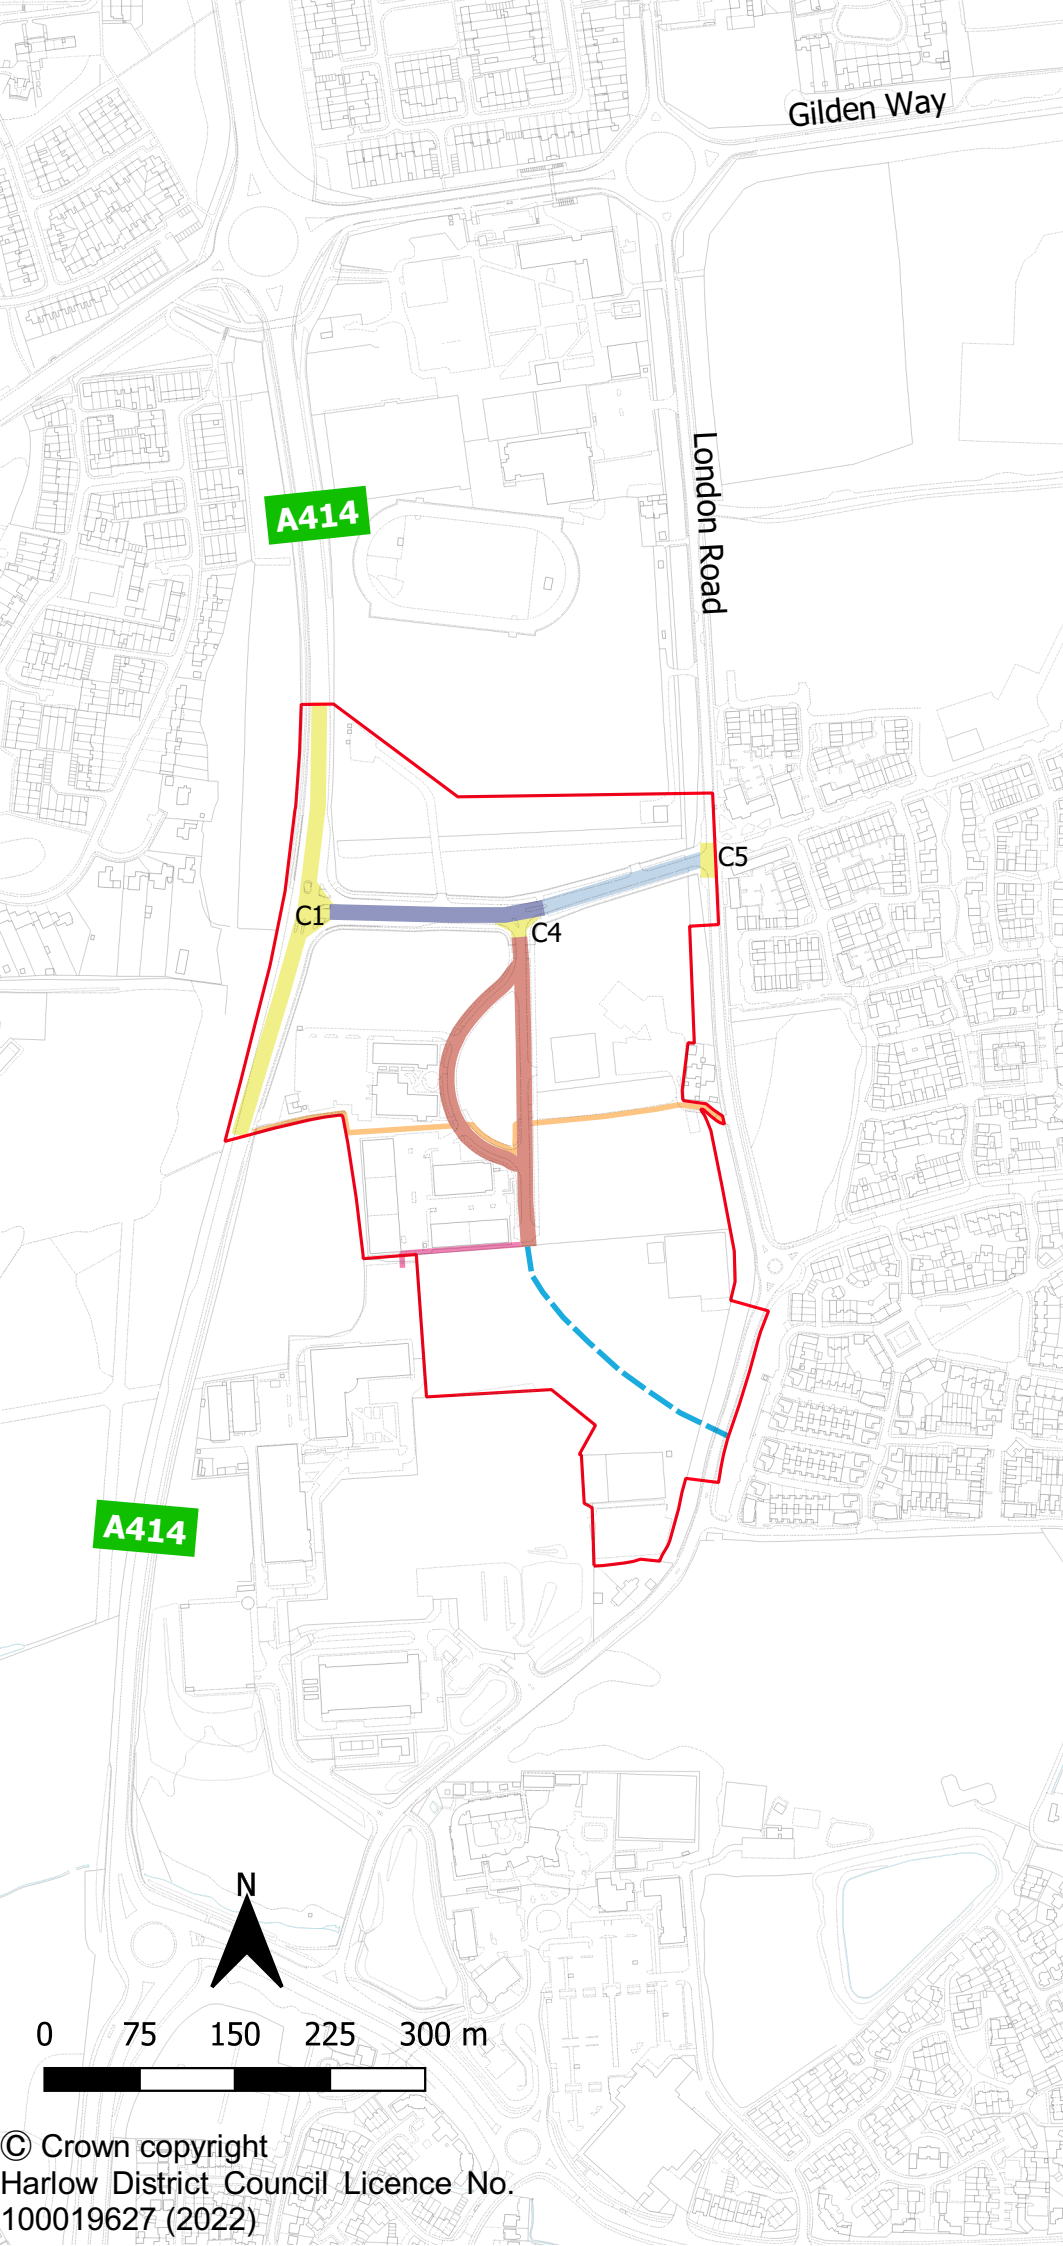 Gilden Way
London Road
A414
C5
C1
C4
A414
N
0 75 150 225 300 m
© Crown copyright
Harlow District Council Licence No.
100019627 (2022)